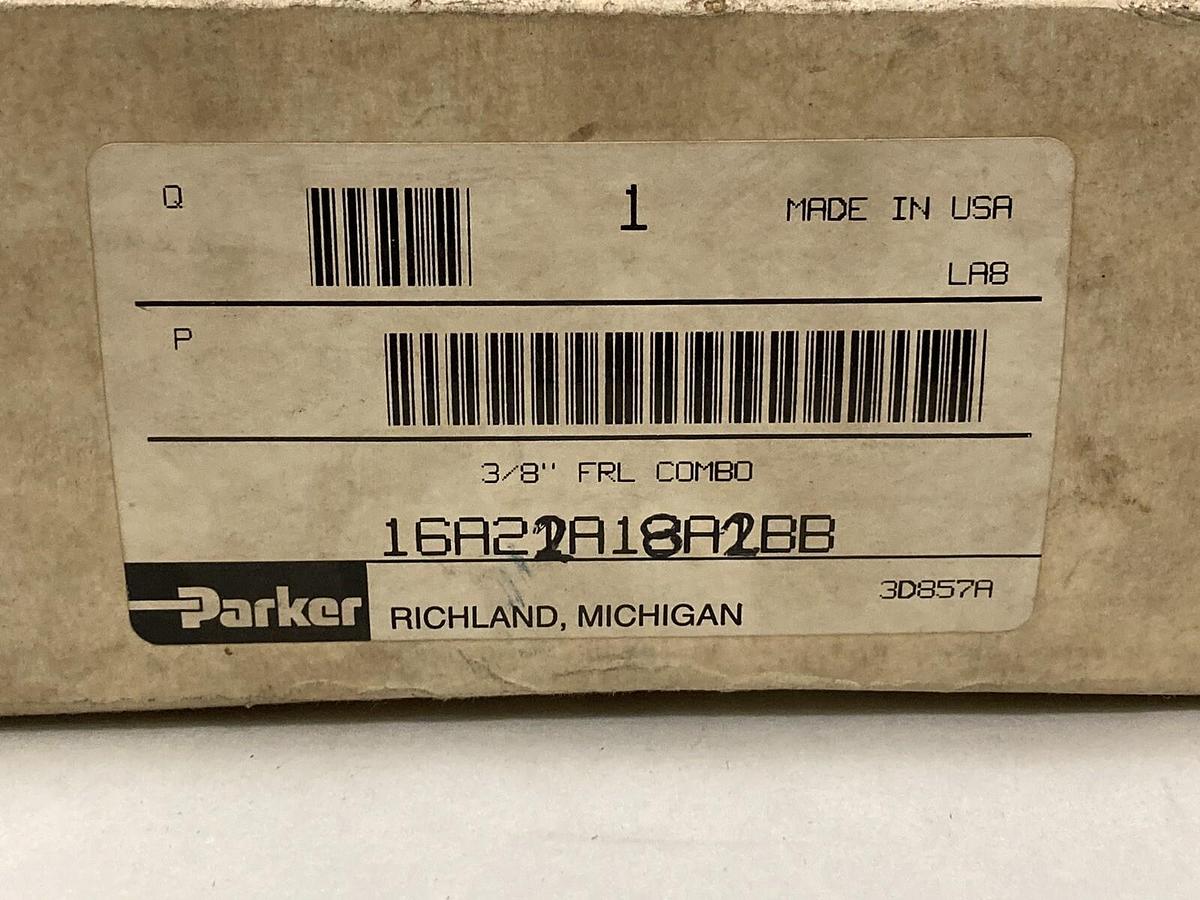 Q 1 MADE IN USA
LA8
P
3/8" FRL COMBO
16A22A18A2BB
Parker RICHLAND, MICHIGAN 3D857A